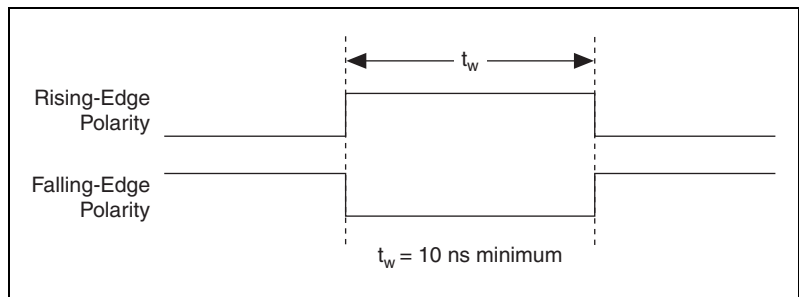 t_w
Rising-Edge
Polarity
Falling-Edge
Polarity
t_w = 10 ns minimum